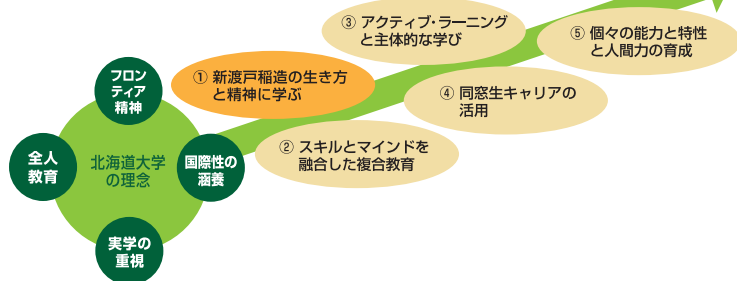 フロン
ティア
精神
全人
教育
北海道大学
の理念
国際性の
涵養
実学の
重視
① 新渡戸稲造の生き方
と精神に学ぶ
② スキルとマインドを
融合した複合教育
③ アクティブ・ラーニング
と主体的な学び
④ 同窓生キャリアの
活用
⑤ 個々の能力と特性
と人間力の育成